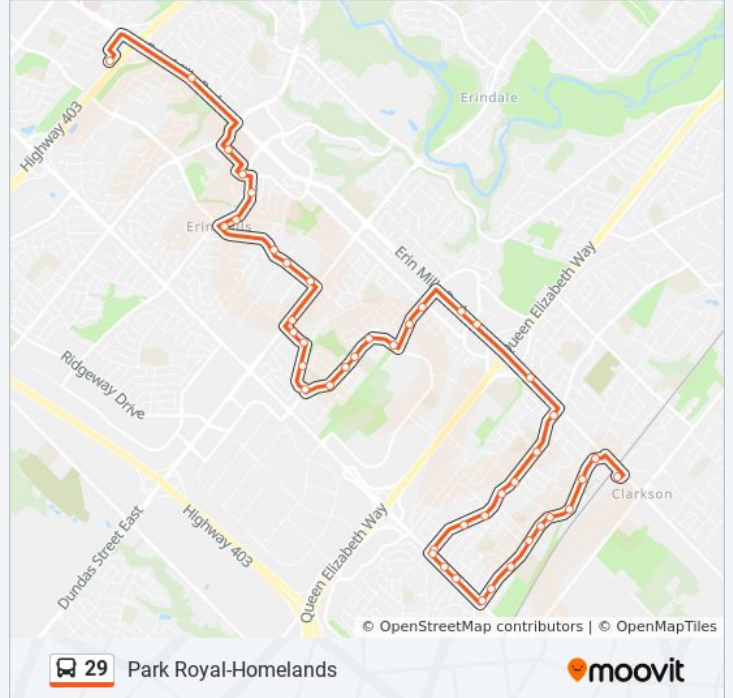 Highway 403
Erindale
Erin Mills
Erin Mills
Queen Elizabeth Way
Ridgeway Drive
Clarkson
Dundas Street East
Highway 403
Queen Elizabeth Way
© OpenStreetMap contributors | © OpenMapTiles
29 Park Royal-Homelands
moovit